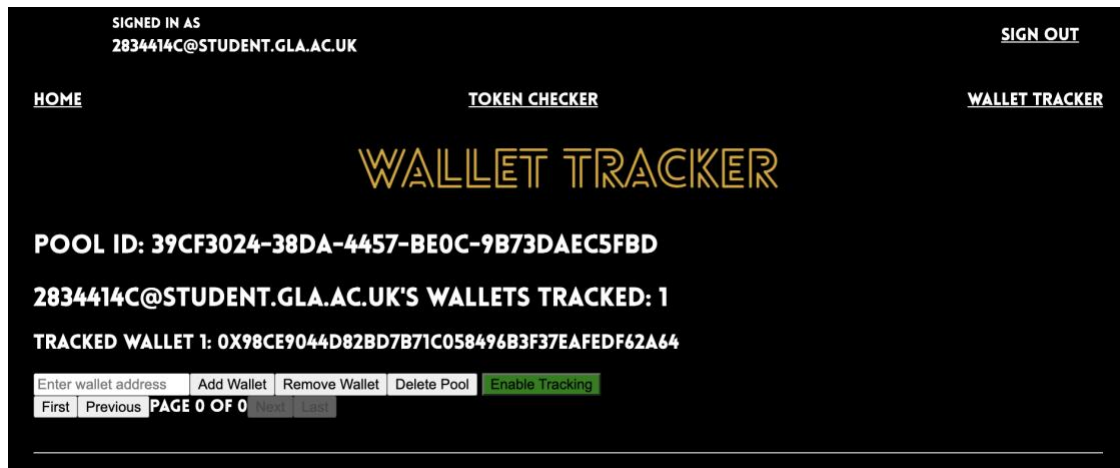 SIGNED IN AS
2834414C@STUDENT.GLA.AC.UK
SIGN OUT
HOME TOKEN CHECKER WALLET TRACKER
WALLET TRACKER
POOL ID: 39CF3024-38DA-4457-BE0C-9B73DAEC5FBD
2834414C@STUDENT.GLA.AC.UK'S WALLETS TRACKED: 1
TRACKED WALLET 1: 0X98CE9044D82BD7B71C058496B3F37EAFEDF62A64
Enter wallet address Add Wallet Remove Wallet Delete Pool Enable Tracking
First Previous PAGE 0 OF 0 Next Last